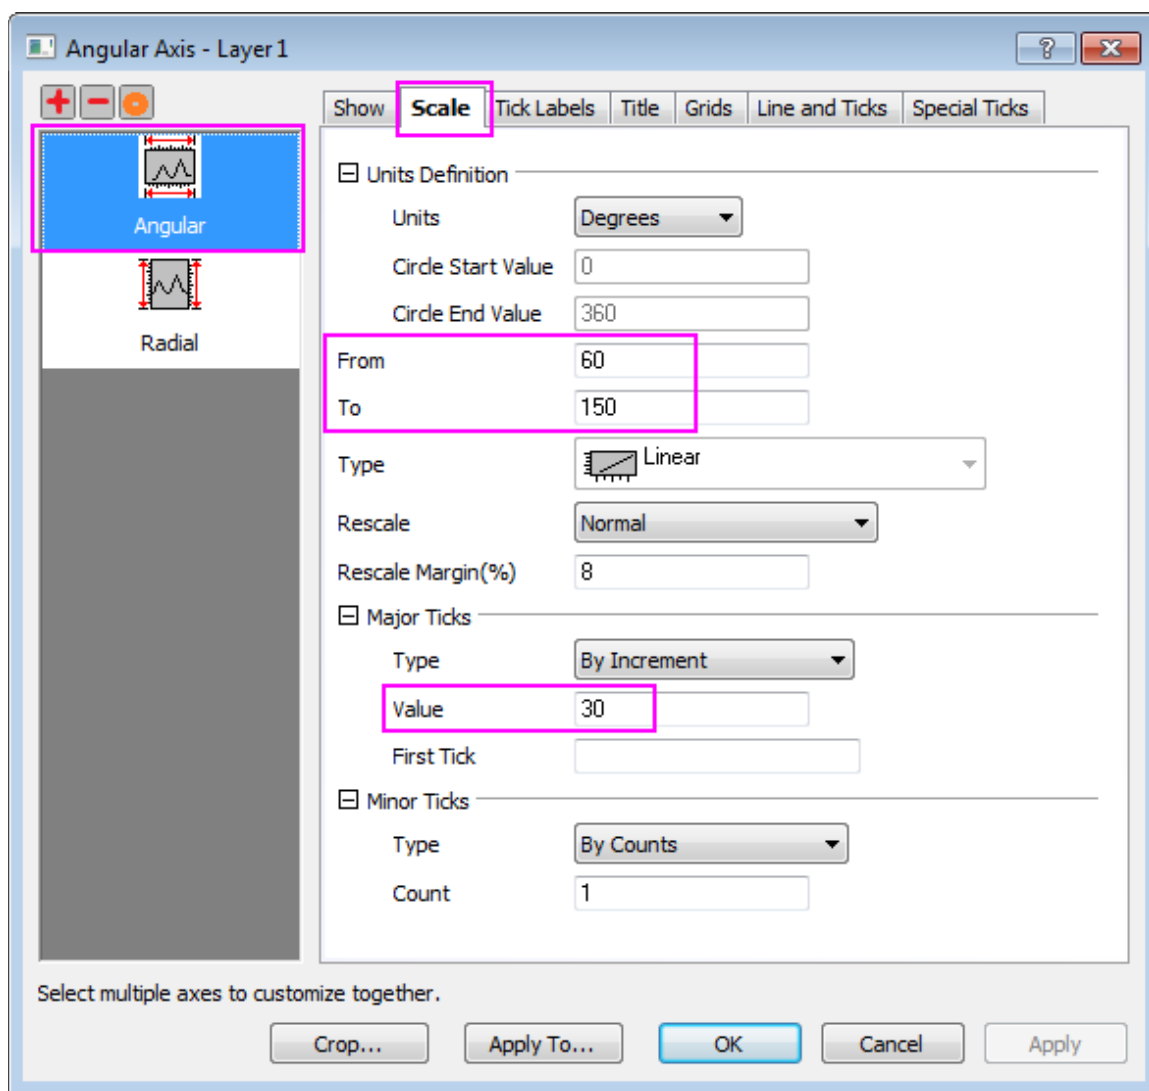 Angular Axis - Layer 1
Show Scale Tick Labels Title Grids Line and Ticks Special Ticks
Angular
Radial
Units Definition
Units Degrees
Circle Start Value 0
Circle End Value 360
From 60
To 150
Type Linear
Rescale Normal
Rescale Margin(%) 8
Major Ticks
Type By Increment
Value 30
First Tick
Minor Ticks
Type By Counts
Count 1
Select multiple axes to customize together.
Crop... Apply To... OK Cancel Apply